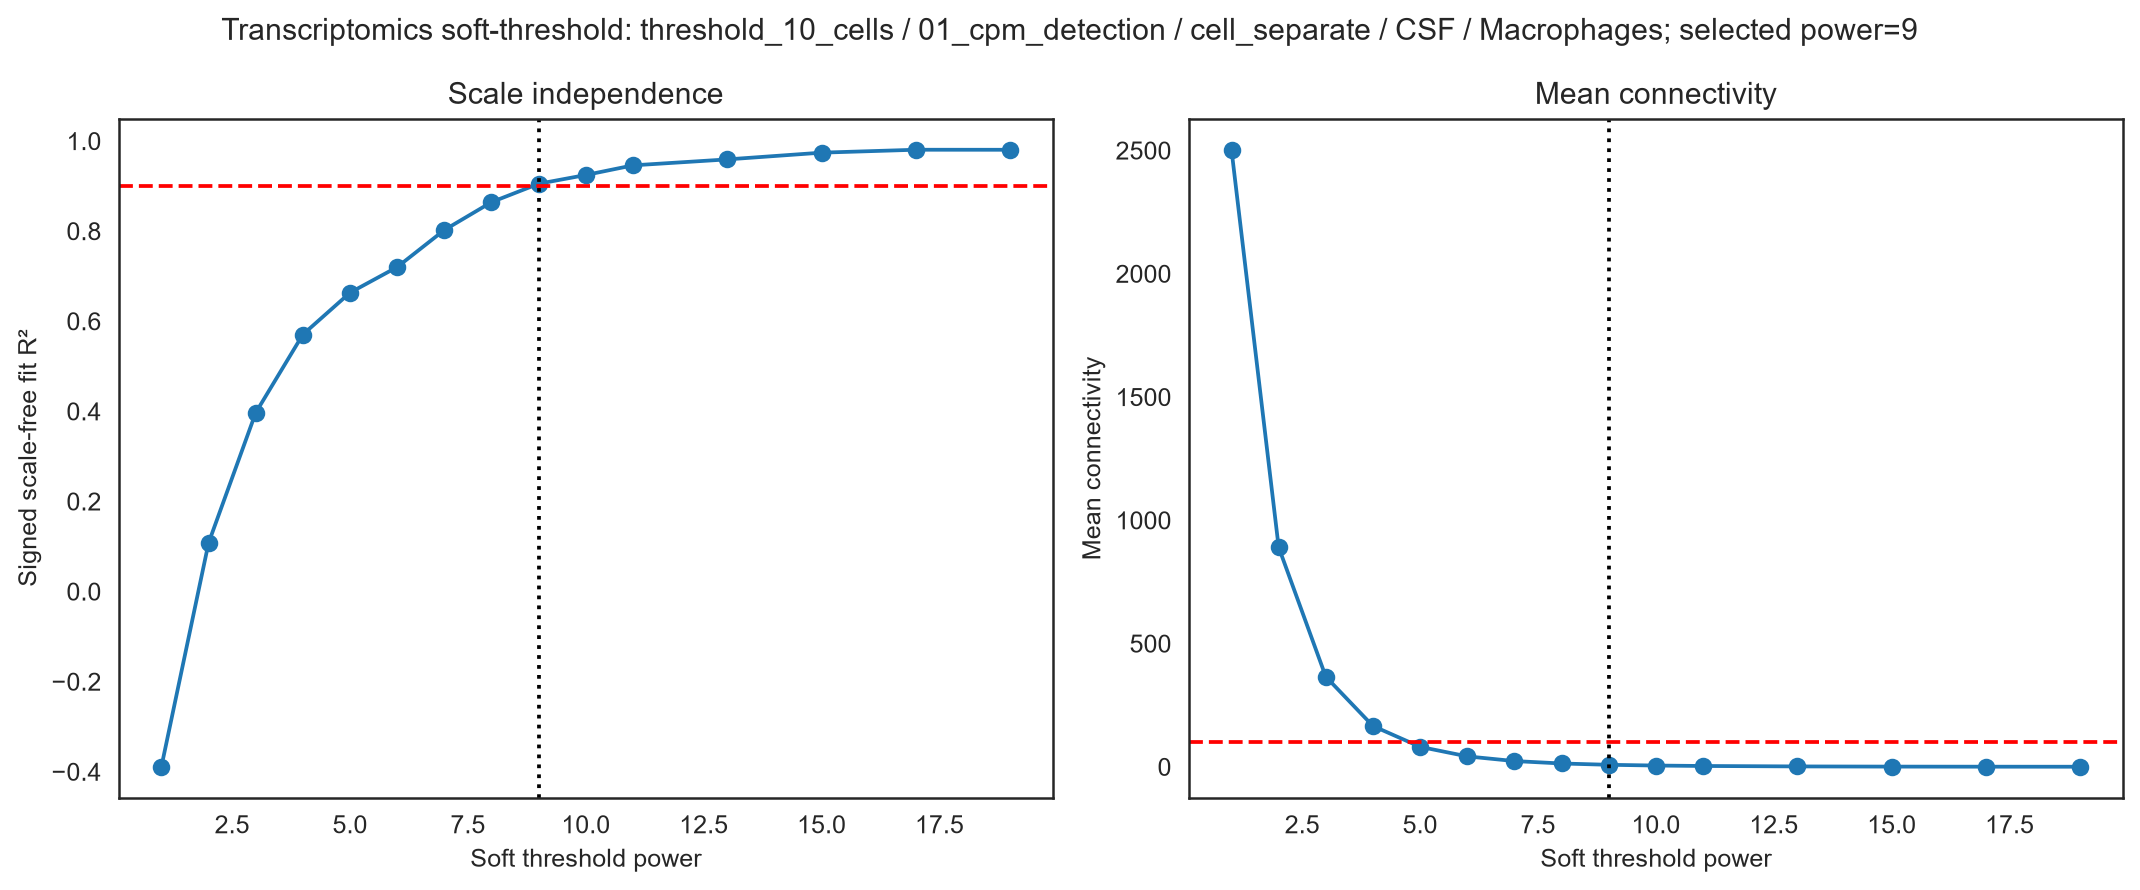 Transcriptomics soft-threshold: threshold_10_cells / 01_cpm_detection / cell_separate / CSF / Macrophages; selected power=9
Scale independence
Signed scale-free fit R²
1.0
0.8
0.6
0.4
0.2
0.0
−0.2
−0.4
2.5 5.0 7.5 10.0 12.5 15.0 17.5
Soft threshold power
Mean connectivity
Mean connectivity
2500
2000
1500
1000
500
0
2.5 5.0 7.5 10.0 12.5 15.0 17.5
Soft threshold power